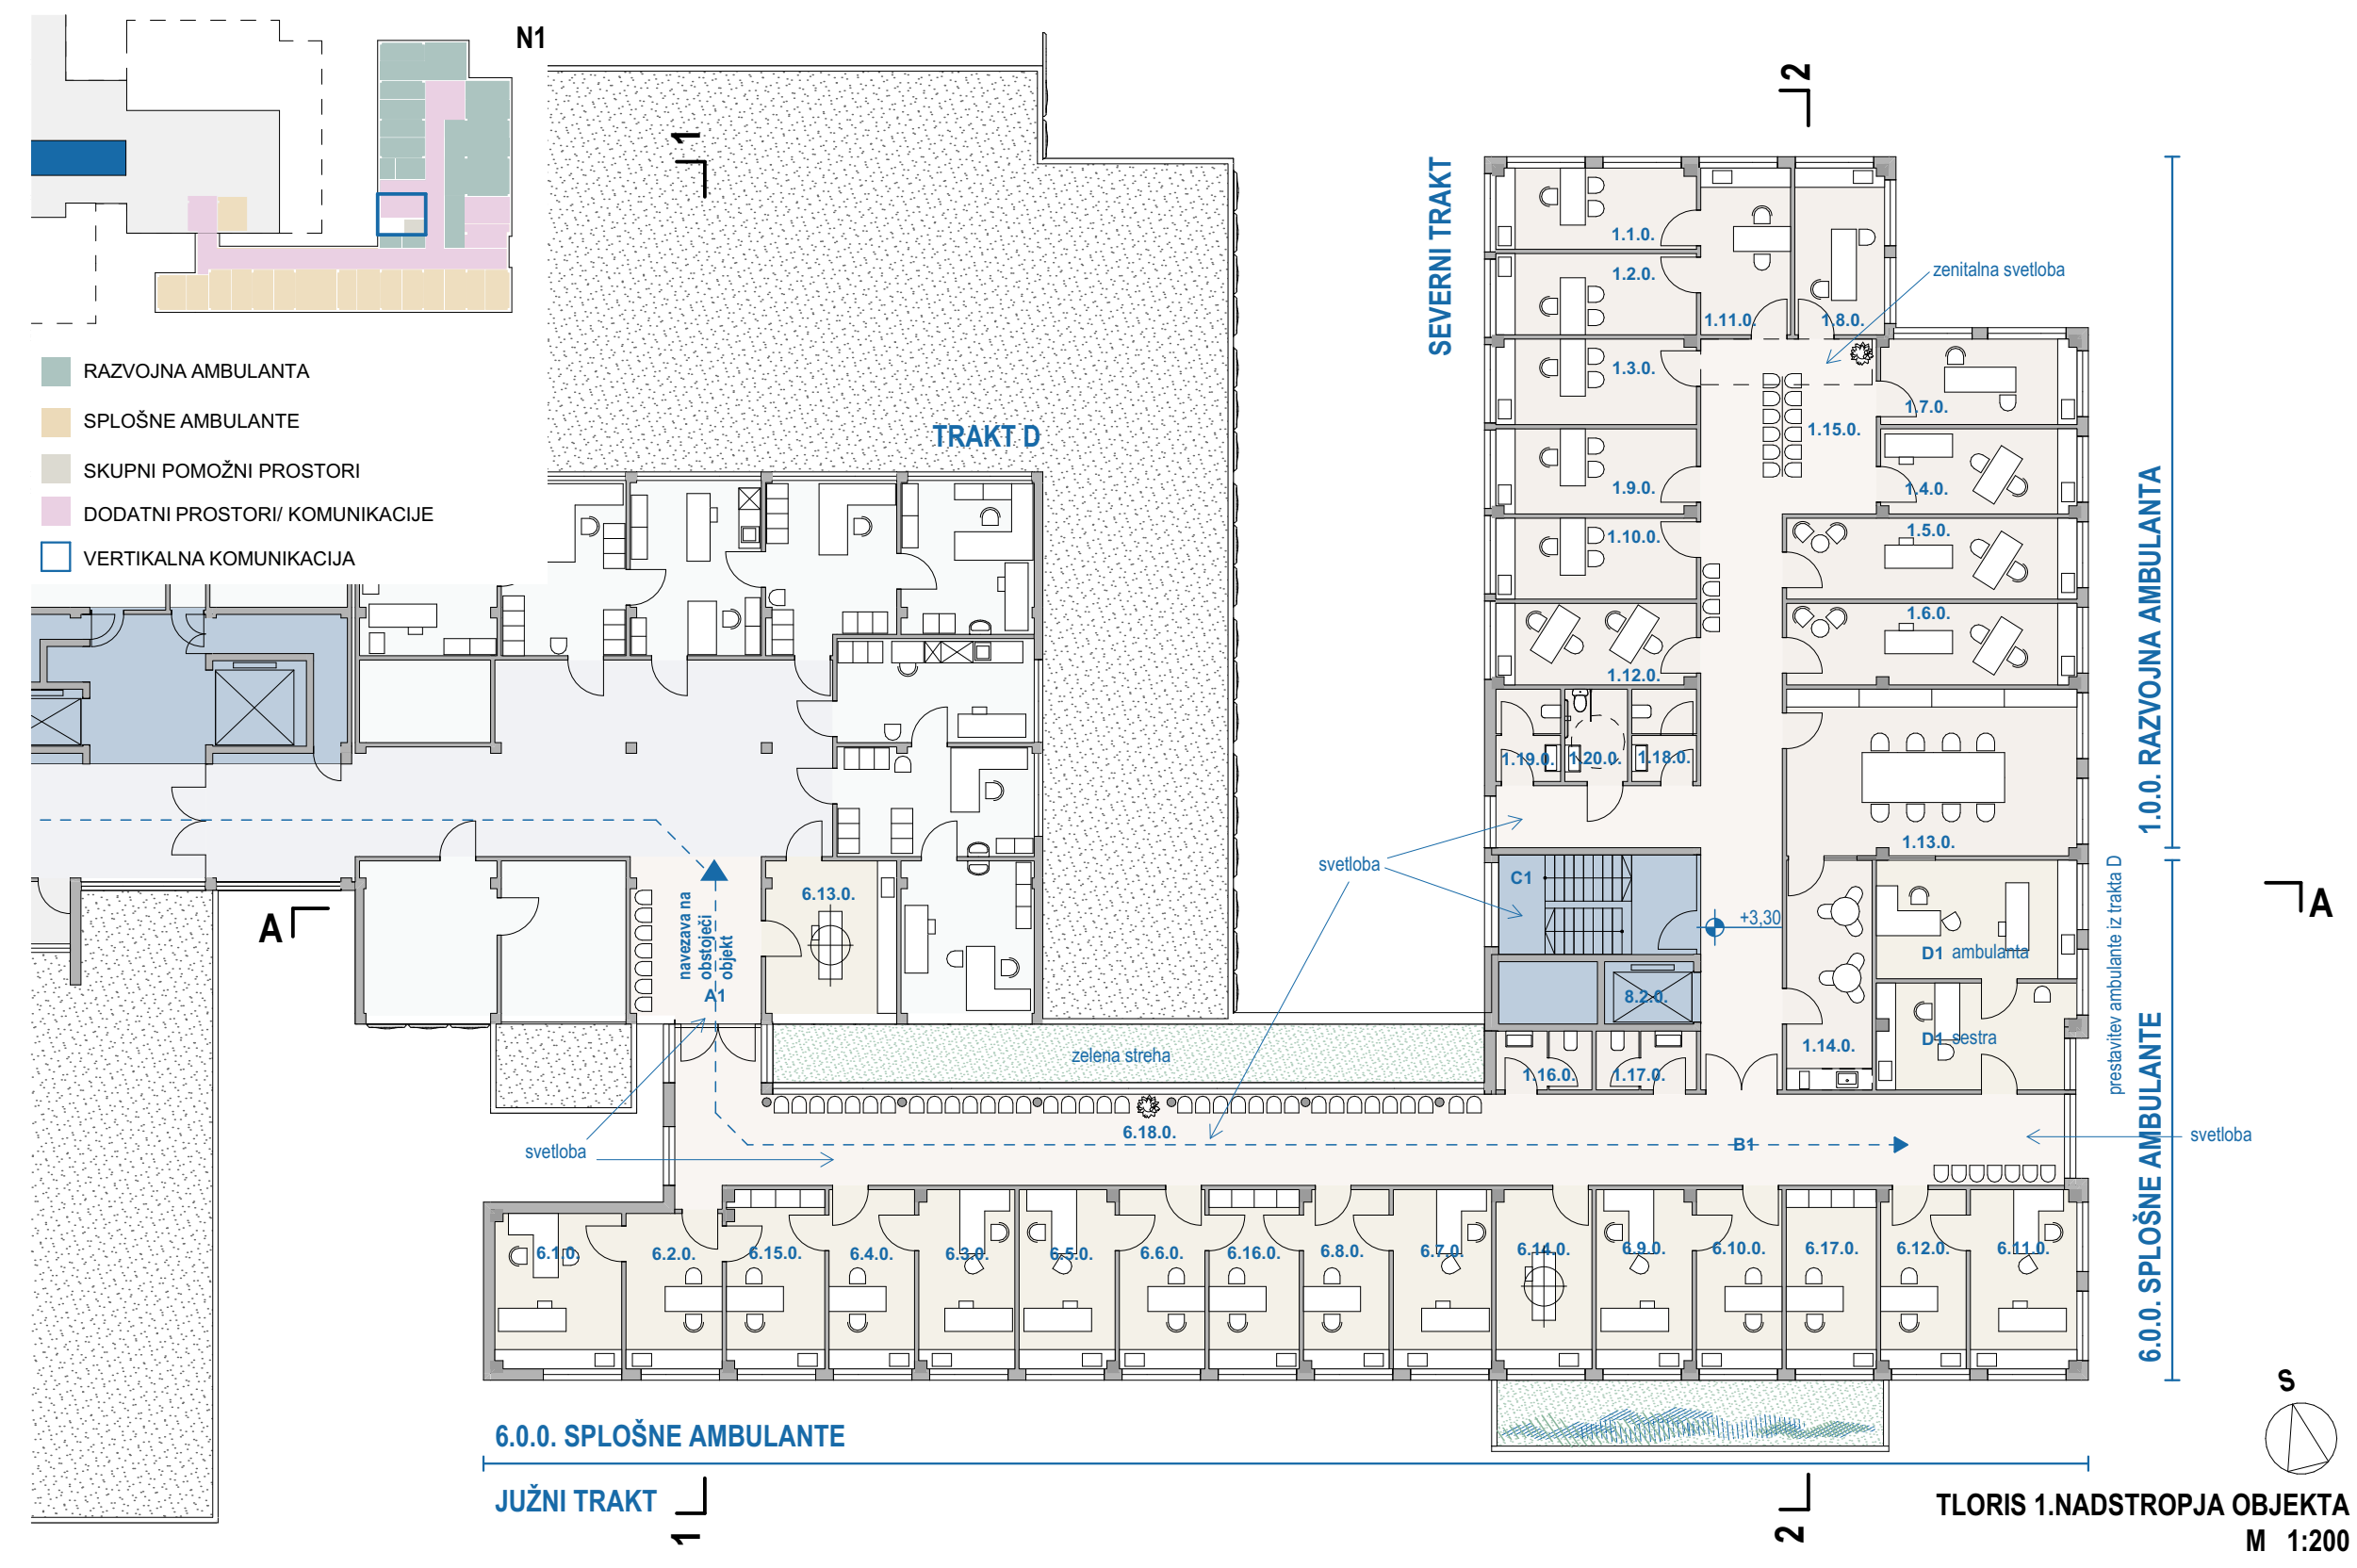 N1
RAZVOJNA AMBULANTA
SPLOŠNE AMBULANTE
SKUPNI POMOŽNI PROSTORI
DODATNI PROSTORI/ KOMUNIKACIJE
VERTIKALNA KOMUNIKACIJA
1
2
SEVERNI TRAKT
TRAKT D
zenitalna svetloba
1.1.0.
1.2.0.
1.11.0.
1.8.0.
1.3.0.
1.7.0.
1.15.0.
1.9.0.
1.4.0.
1.10.0.
1.5.0.
1.6.0.
1.12.0.
1.19.0.
1.20.0.
1.18.0.
1.13.0.
1.0.0. RAZVOJNA AMBULANTA
svetloba
C1
+3,30
6.13.0.
navezava na
obstoječi
objekt
A1
A
A
D1 ambulanta
8.2.0.
D1 sestra
1.14.0.
prestavitev ambulante iz trakta D
zelena streha
1.16.0.
1.17.0.
6.18.0.
B1
svetloba
svetloba
6.0.0. SPLOŠNE AMBULANTE
6.1.0.
6.2.0.
6.15.0.
6.4.0.
6.3.0.
6.5.0.
6.6.0.
6.16.0.
6.8.0.
6.7.0.
6.14.0.
6.9.0.
6.10.0.
6.17.0.
6.12.0.
6.11.0.
6.0.0. SPLOŠNE AMBULANTE
JUŽNI TRAKT
1
2
S
TLORIS 1.NADSTROPJA OBJEKTA
M 1:200